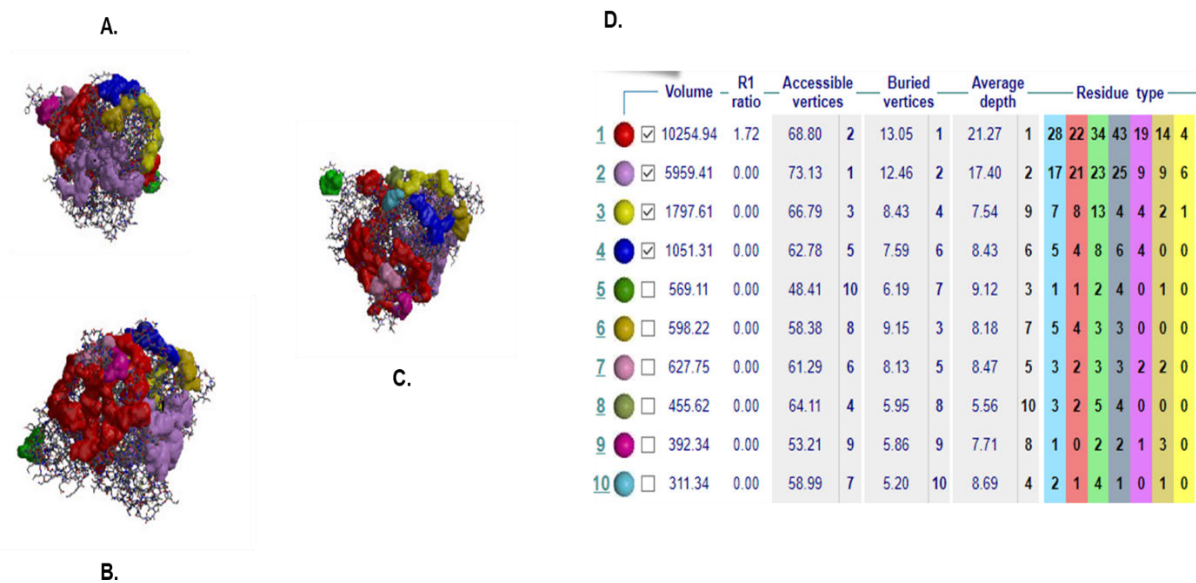 A.
B.
C.
D.
Volume R1 ratio Accessible vertices Buried vertices Average depth Residue type
1 10254.94 1.72 68.80 2 13.05 1 21.27 1 28 22 34 43 19 14 4
2 5959.41 0.00 73.13 1 12.46 2 17.40 2 17 21 23 25 9 9 6
3 1797.61 0.00 66.79 3 8.43 4 7.54 9 7 8 13 4 4 2 1
4 1051.31 0.00 62.78 5 7.59 6 8.43 6 5 4 8 6 4 0 0
5 569.11 0.00 48.41 10 6.19 7 9.12 3 1 1 2 4 0 1 0
6 598.22 0.00 58.38 8 9.15 3 8.18 7 5 4 3 3 0 0 0
7 627.75 0.00 61.29 6 8.13 5 8.47 5 3 2 3 3 2 2 0
8 455.62 0.00 64.11 4 5.95 8 5.56 10 3 2 5 4 0 0 0
9 392.34 0.00 53.21 9 5.86 9 7.71 8 1 0 2 2 1 3 0
10 311.34 0.00 58.99 7 5.20 10 8.69 4 2 1 4 1 0 1 0